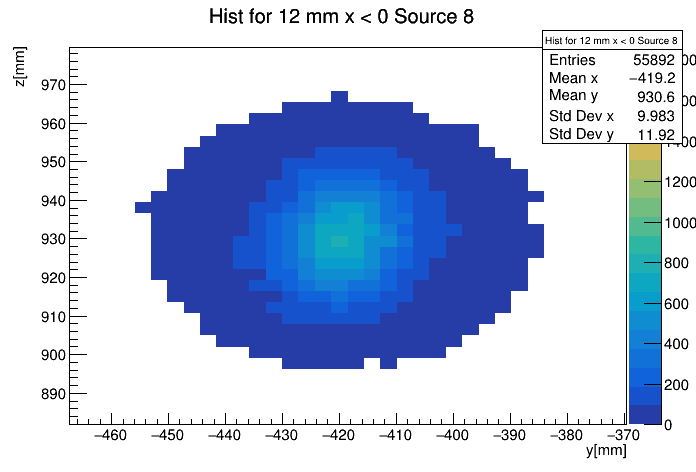 Hist for 12 mm x < 0 Source 8
z[mm]
970
960
950
940
930
920
910
900
890
Hist for 12 mm x < 0 Source 8
Entries 55892
Mean x −419.2
Mean y 930.6
Std Dev x 9.983
Std Dev y 11.92
1200
1000
800
600
400
200
0
−460 −450 −440 −430 −420 −410 −400 −390 −380 −370
y[mm]